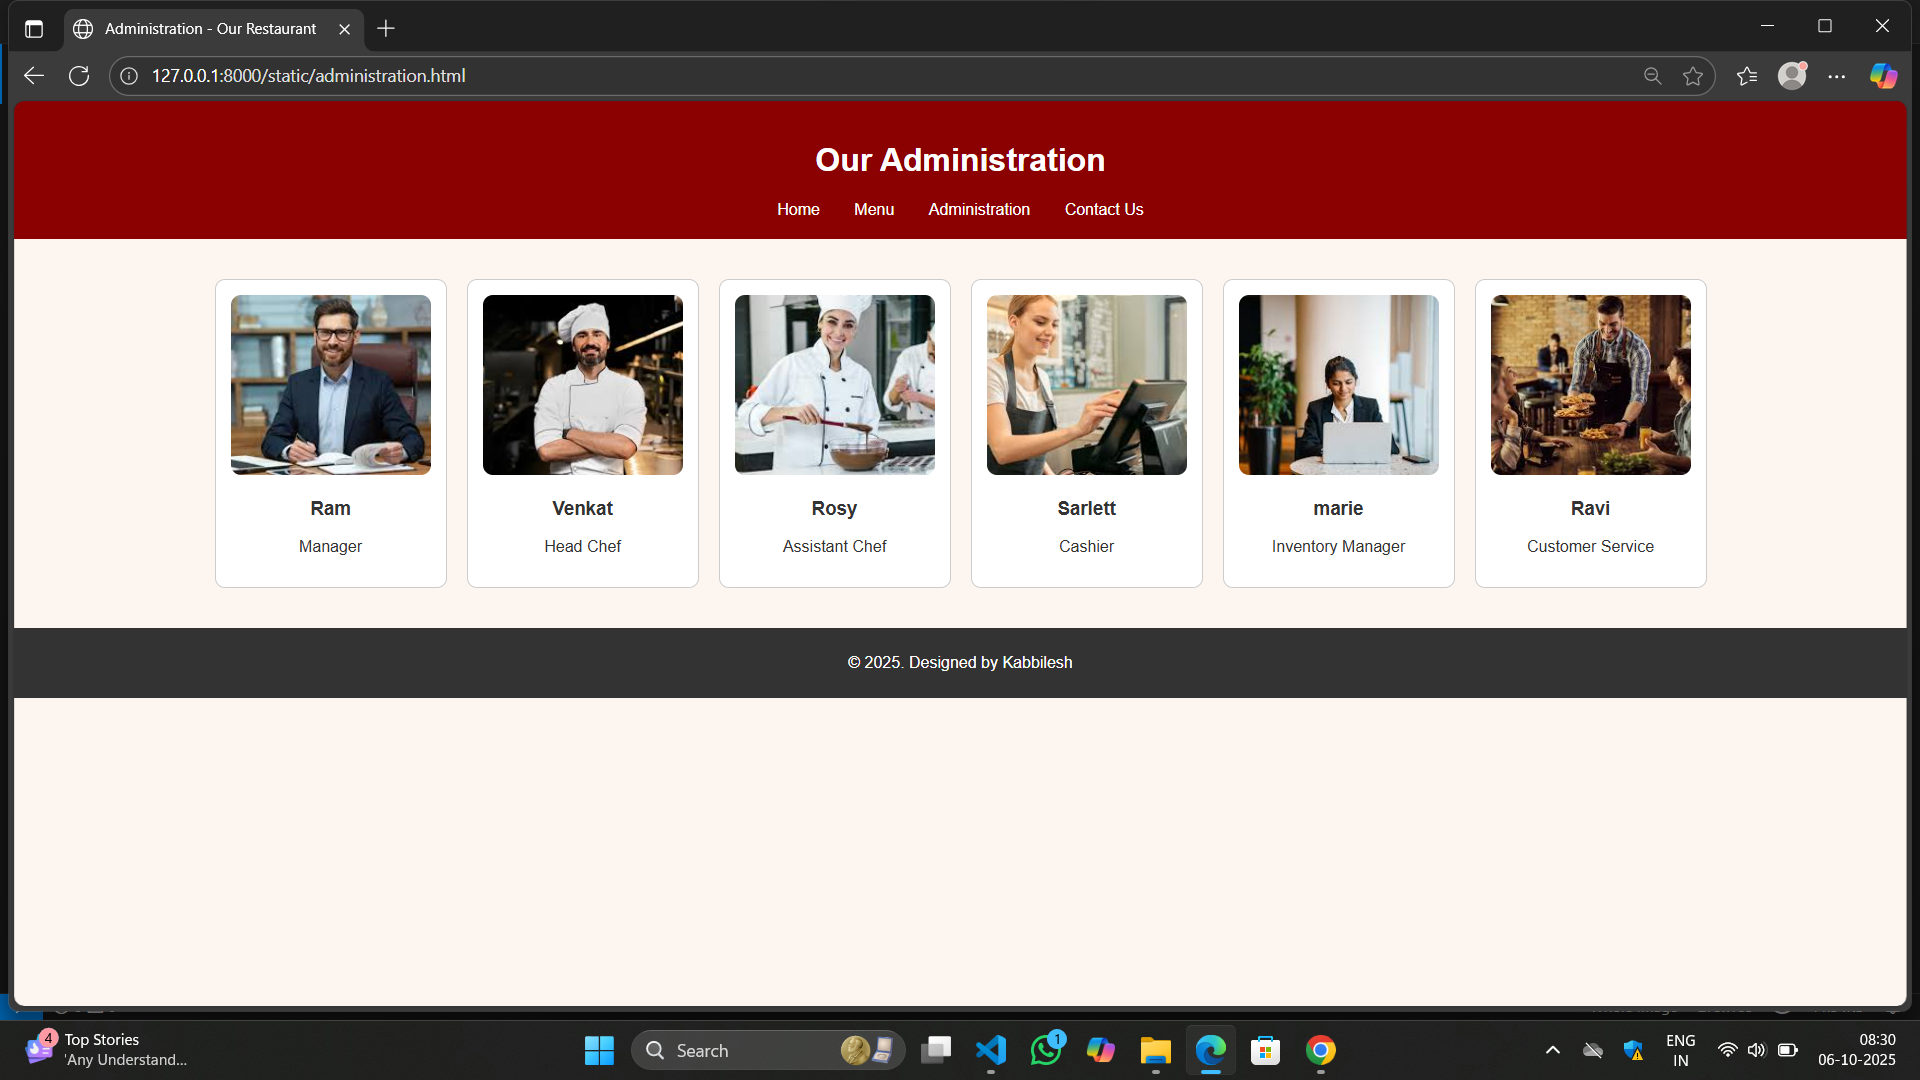 Administration - Our Restaurant
127.0.0.1:8000/static/administration.html
Our Administration
Home Menu Administration Contact Us
Ram
Manager
Venkat
Head Chef
Rosy
Assistant Chef
Sarlett
Cashier
marie
Inventory Manager
Ravi
Customer Service
© 2025. Designed by Kabbilesh
4
Top Stories
'Any Understand...
Search
1
ENG
IN
08:30
06-10-2025